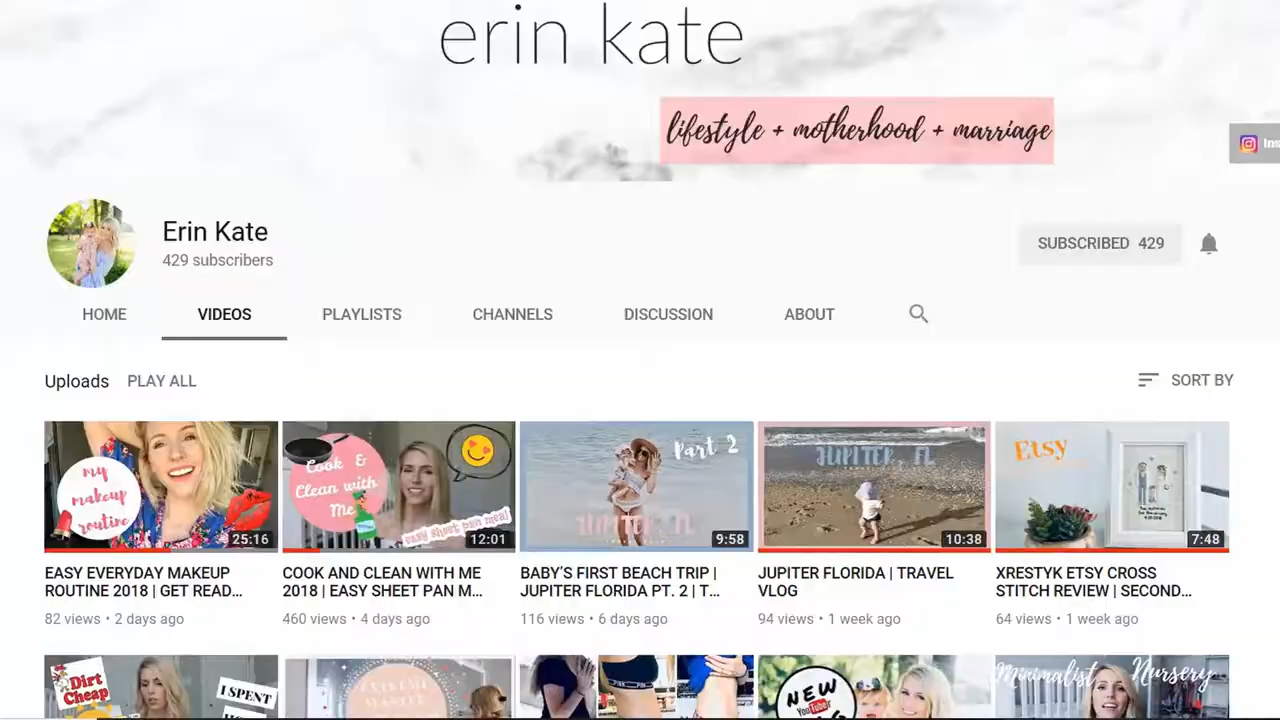 erin kate
lifestyle + motherhood + marriage
Ins
Erin Kate
429 subscribers
SUBSCRIBED 429
HOME VIDEOS PLAYLISTS CHANNELS DISCUSSION ABOUT
Uploads PLAY ALL
SORT BY
my
makeup
routine
25:16
Cook &
Clean with
Me
easy sheet pan meal
12:01
Part 2
JUPITER, FL
9:58
JUPITER, FL
10:38
Etsy
7:48
EASY EVERYDAY MAKEUP
ROUTINE 2018 | GET READ...
82 views • 2 days ago
COOK AND CLEAN WITH ME
2018 | EASY SHEET PAN M...
460 views • 4 days ago
BABY'S FIRST BEACH TRIP |
JUPITER FLORIDA PT. 2 | T...
116 views • 6 days ago
JUPITER FLORIDA | TRAVEL
VLOG
94 views • 1 week ago
XRESTYK ETSY CROSS
STITCH REVIEW | SECOND...
64 views • 1 week ago
Dirt
Cheap
I SPENT
EXTREME
NEW
YouTube
Minimalist Nursery